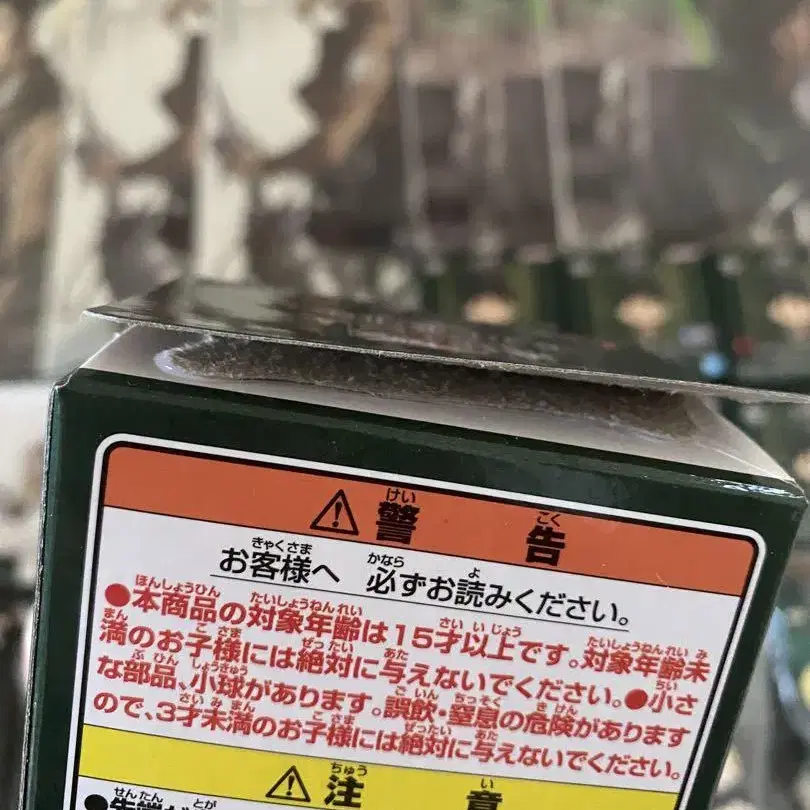 ⚠警告
お客様へ 必ずお読みください。
●本商品の対象年齢は15才以上です。対象年齢未
満のお子様には絶対に与えないでください。●小さ
な部品、小球があります。誤飲・窒息の危険があります
ので、3才未満のお子様には絶対に与えないでください。
⚠注意
●先端が